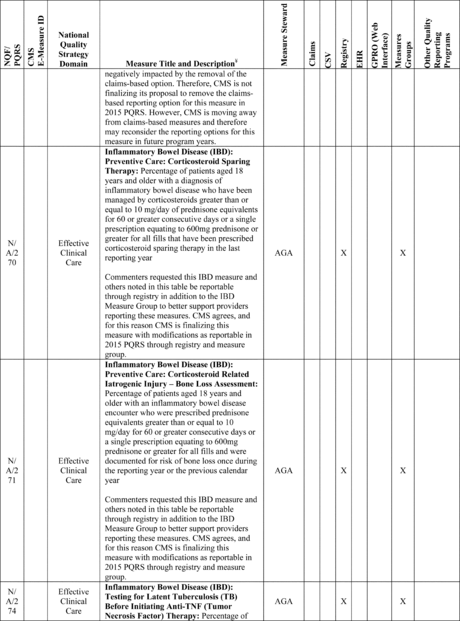 NQF/
PQRS
CMS
E-Measure ID
National
Quality
Strategy
Domain
Measure Title and Description§
Measure Steward
Claims
CSV
Registry
EHR
GPRO (Web
Interface)
Measures
Groups
Other Quality
Reporting
Programs
negatively impacted by the removal of the
claims-based option. Therefore, CMS is not
finalizing its proposal to remove the claims-
based reporting option for this measure in
2015 PQRS. However, CMS is moving away
from claims-based measures and therefore
may reconsider the reporting options for this
measure in future program years.
N/
A/2
70
Effective
Clinical
Care
Inflammatory Bowel Disease (IBD):
Preventive Care: Corticosteroid Sparing
Therapy: Percentage of patients aged 18
years and older with a diagnosis of
inflammatory bowel disease who have been
managed by corticosteroids greater than or
equal to 10 mg/day of prednisone equivalents
for 60 or greater consecutive days or a single
prescription equating to 600mg prednisone or
greater for all fills that have been prescribed
corticosteroid sparing therapy in the last
reporting year
Commenters requested this IBD measure and
others noted in this table be reportable
through registry in addition to the IBD
Measure Group to better support providers
reporting these measures. CMS agrees, and
for this reason CMS is finalizing this
measure with modifications as reportable in
2015 PQRS through registry and measure
group.
AGA
X
X
N/
A/2
71
Effective
Clinical
Care
Inflammatory Bowel Disease (IBD):
Preventive Care: Corticosteroid Related
Iatrogenic Injury – Bone Loss Assessment:
Percentage of patients aged 18 years and
older with an inflammatory bowel disease
encounter who were prescribed prednisone
equivalents greater than or equal to 10
mg/day for 60 or greater consecutive days or
a single prescription equating to 600mg
prednisone or greater for all fills and were
documented for risk of bone loss once during
the reporting year or the previous calendar
year
Commenters requested this IBD measure and
others noted in this table be reportable
through registry in addition to the IBD
Measure Group to better support providers
reporting these measures. CMS agrees, and
for this reason CMS is finalizing this
measure with modifications as reportable in
2015 PQRS through registry and measure
group.
AGA
X
X
N/
A/2
74
Effective
Clinical
Care
Inflammatory Bowel Disease (IBD):
Testing for Latent Tuberculosis (TB)
Before Initiating Anti-TNF (Tumor
Necrosis Factor) Therapy: Percentage of
AGA
X
X